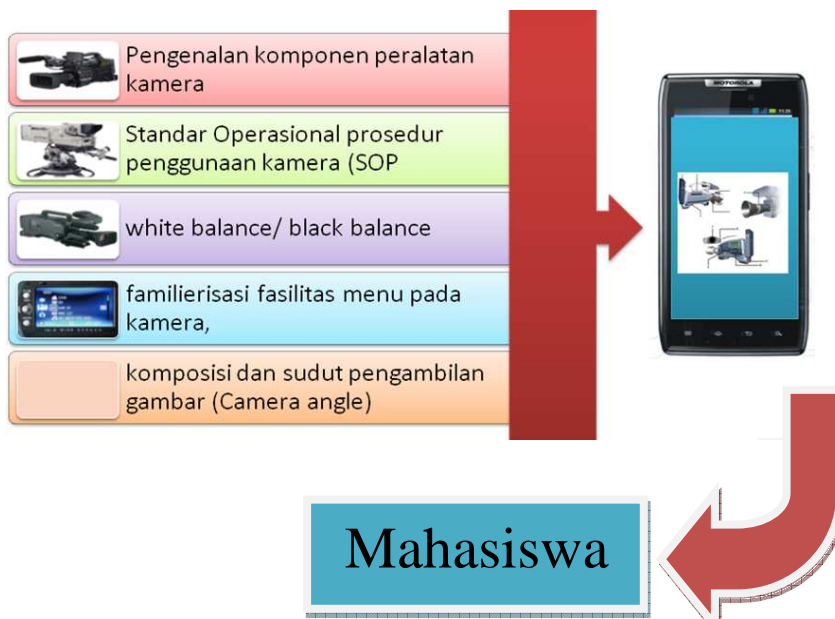 Pengenalan komponen peralatan
kamera
Standar Operasional prosedur
penggunaan kamera (SOP
white balance/ black balance
familierisasi fasilitas menu pada
kamera,
komposisi dan sudut pengambilan
gambar (Camera angle)
MOTOROLA
Mahasiswa